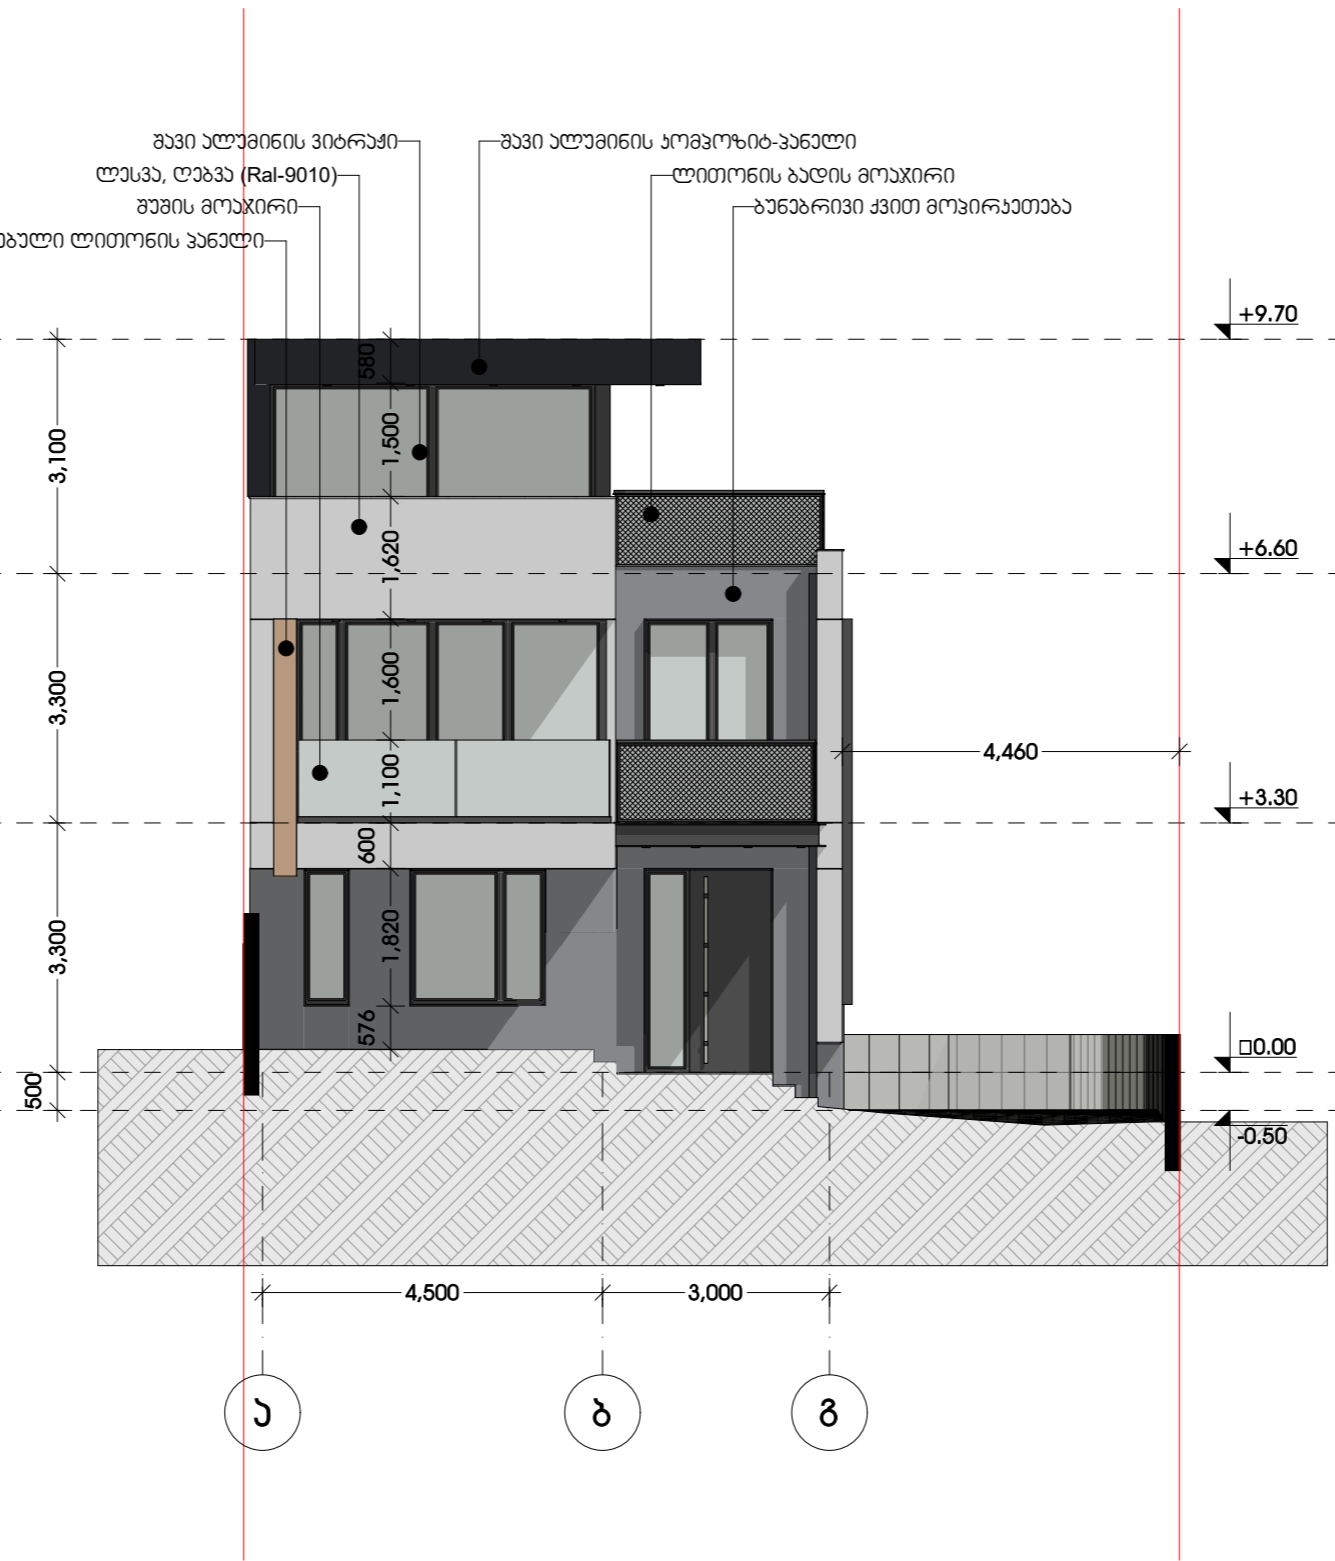 შავი ალუმინის ვიტრაჟი
შავი ალუმინის კომპოზიტ-პანელი
ლესვა, ღებვა (Ral-9010)
ლითონის ბადის მოაჯირი
შუშის მოაჯირი
ბუნებრივი ქვით მოპირკეთება
ლითონის პანელი
+9.70
580
3,100
1,500
+6.60
1,620
3,300
1,600
4,460
1,100
+3.30
600
3,300
1,820
576
0.00
500
-0.50
4,500
3,000
ა
ბ
გ